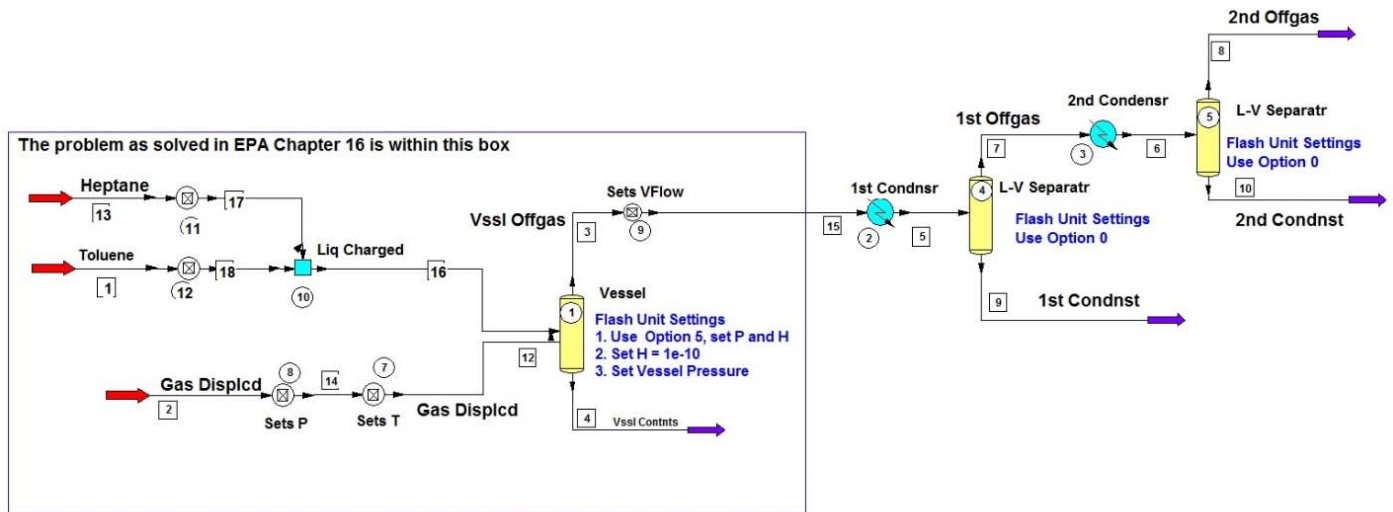 2nd Offgas
8
2nd Condensr
L-V Separatr
5
1st Offgas
Flash Unit Settings
Use Option 0
The problem as solved in EPA Chapter 16 is within this box
7
3
6
10
2nd Condnst
Heptane
13
17
11
Sets VFlow
1st Condnsr
4
L-V Separatr
Vssl Offgas
3
9
15
2
5
Flash Unit Settings
Use Option 0
Toluene
1
12
18
Liq Charged
10
16
9
1st Condnst
Vessel
1
Flash Unit Settings
1. Use Option 5, set P and H
2. Set H = 1e-10
3. Set Vessel Pressure
12
Gas Displcd
2
8
Sets P
14
7
Sets T
Gas Displcd
4
Vssl Contnts